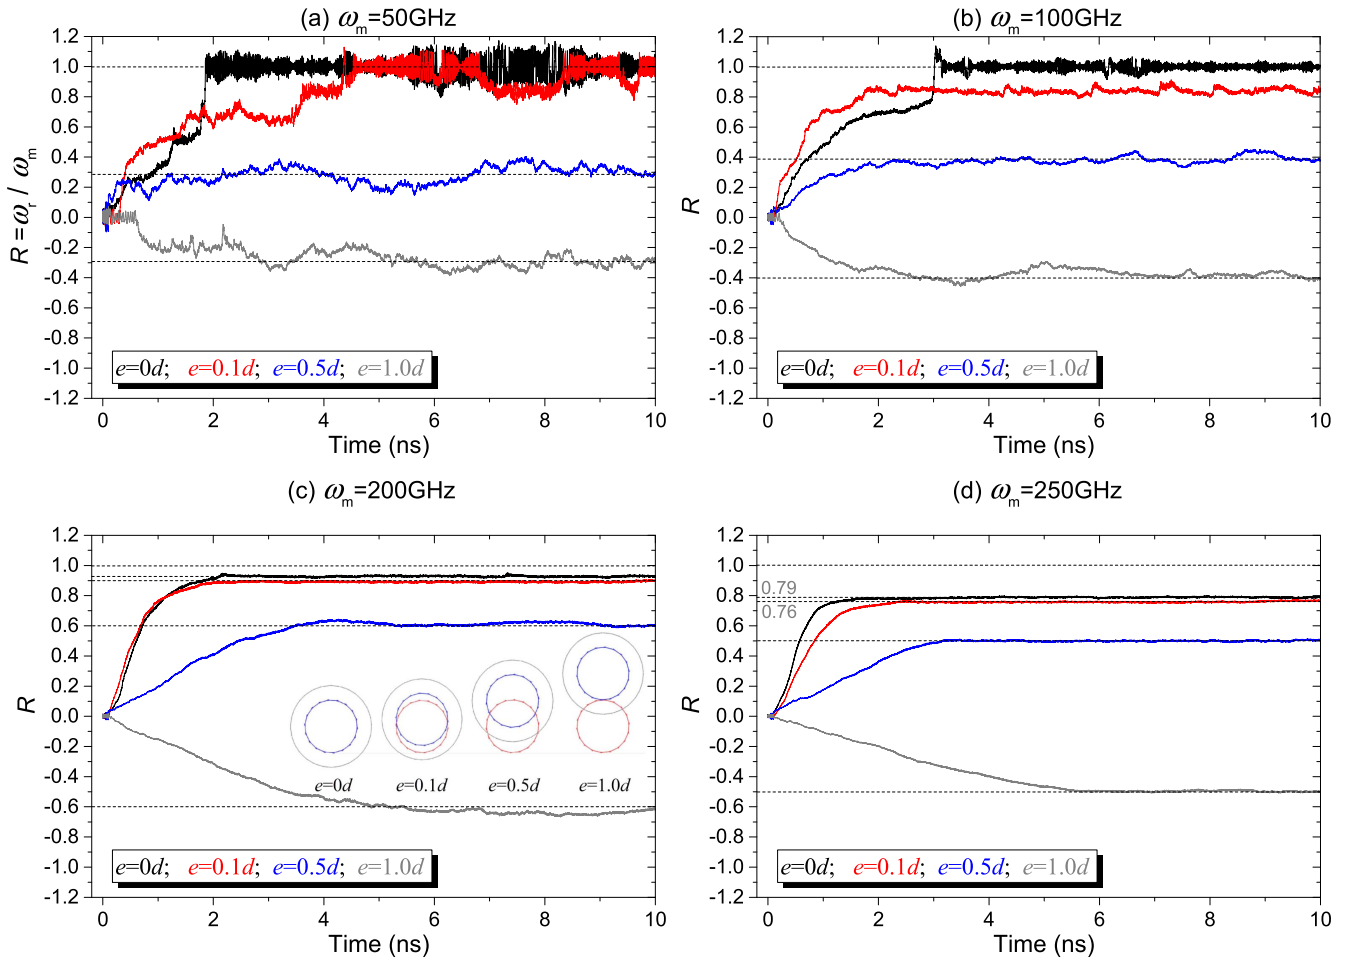 (a) ωm=50GHz
1.2
1.0
0.8
0.6
0.4
0.2
0.0
-0.2
-0.4
-0.6
-0.8
-1.0
-1.2
R =ωr / ωm
e=0d; e=0.1d; e=0.5d; e=1.0d
0 2 4 6 8 10
Time (ns)
(b) ωm=100GHz
1.2
1.0
0.8
0.6
0.4
0.2
0.0
-0.2
-0.4
-0.6
-0.8
-1.0
-1.2
R
e=0d; e=0.1d; e=0.5d; e=1.0d
0 2 4 6 8 10
Time (ns)
(c) ωm=200GHz
1.2
1.0
0.8
0.6
0.4
0.2
0.0
-0.2
-0.4
-0.6
-0.8
-1.0
-1.2
R
e=0d e=0.1d e=0.5d e=1.0d
e=0d; e=0.1d; e=0.5d; e=1.0d
0 2 4 6 8 10
Time (ns)
(d) ωm=250GHz
1.2
1.0
0.8
0.6
0.4
0.2
0.0
-0.2
-0.4
-0.6
-0.8
-1.0
-1.2
R
0.79
0.76
e=0d; e=0.1d; e=0.5d; e=1.0d
0 2 4 6 8 10
Time (ns)